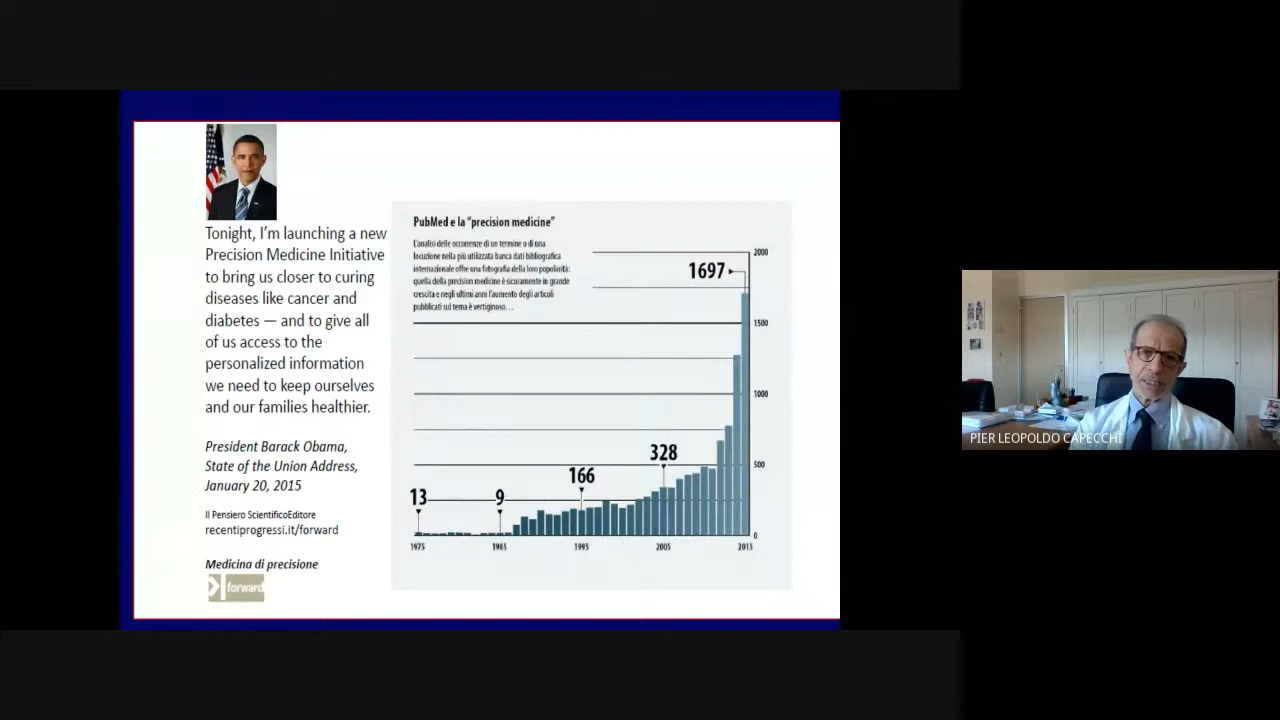 Tonight, I'm launching a new
Precision Medicine Initiative
to bring us closer to curing
diseases like cancer and
diabetes — and to give all
of us access to the
personalized information
we need to keep ourselves
and our families healthier.
President Barack Obama,
State of the Union Address,
January 20, 2015
Il Pensiero ScientificoEditore
recentiprogressi.it/forward
Medicina di precisione
forward
PubMed e la "precision medicine"
L'analisi delle occorrenze di un termine o di una
locuzione nella più utilizzata banca dati bibliografica
internazionale offre una fotografia della loro popolarità:
quella della precision medicine è sicuramente in grande
crescita e negli ultimi anni l'aumento degli articoli
pubblicati sul tema è vertiginoso…
2000
1697
1500
1000
328
500
166
13
9
0
1975
1985
1995
2005
2015
PIER LEOPOLDO CAPECCHI